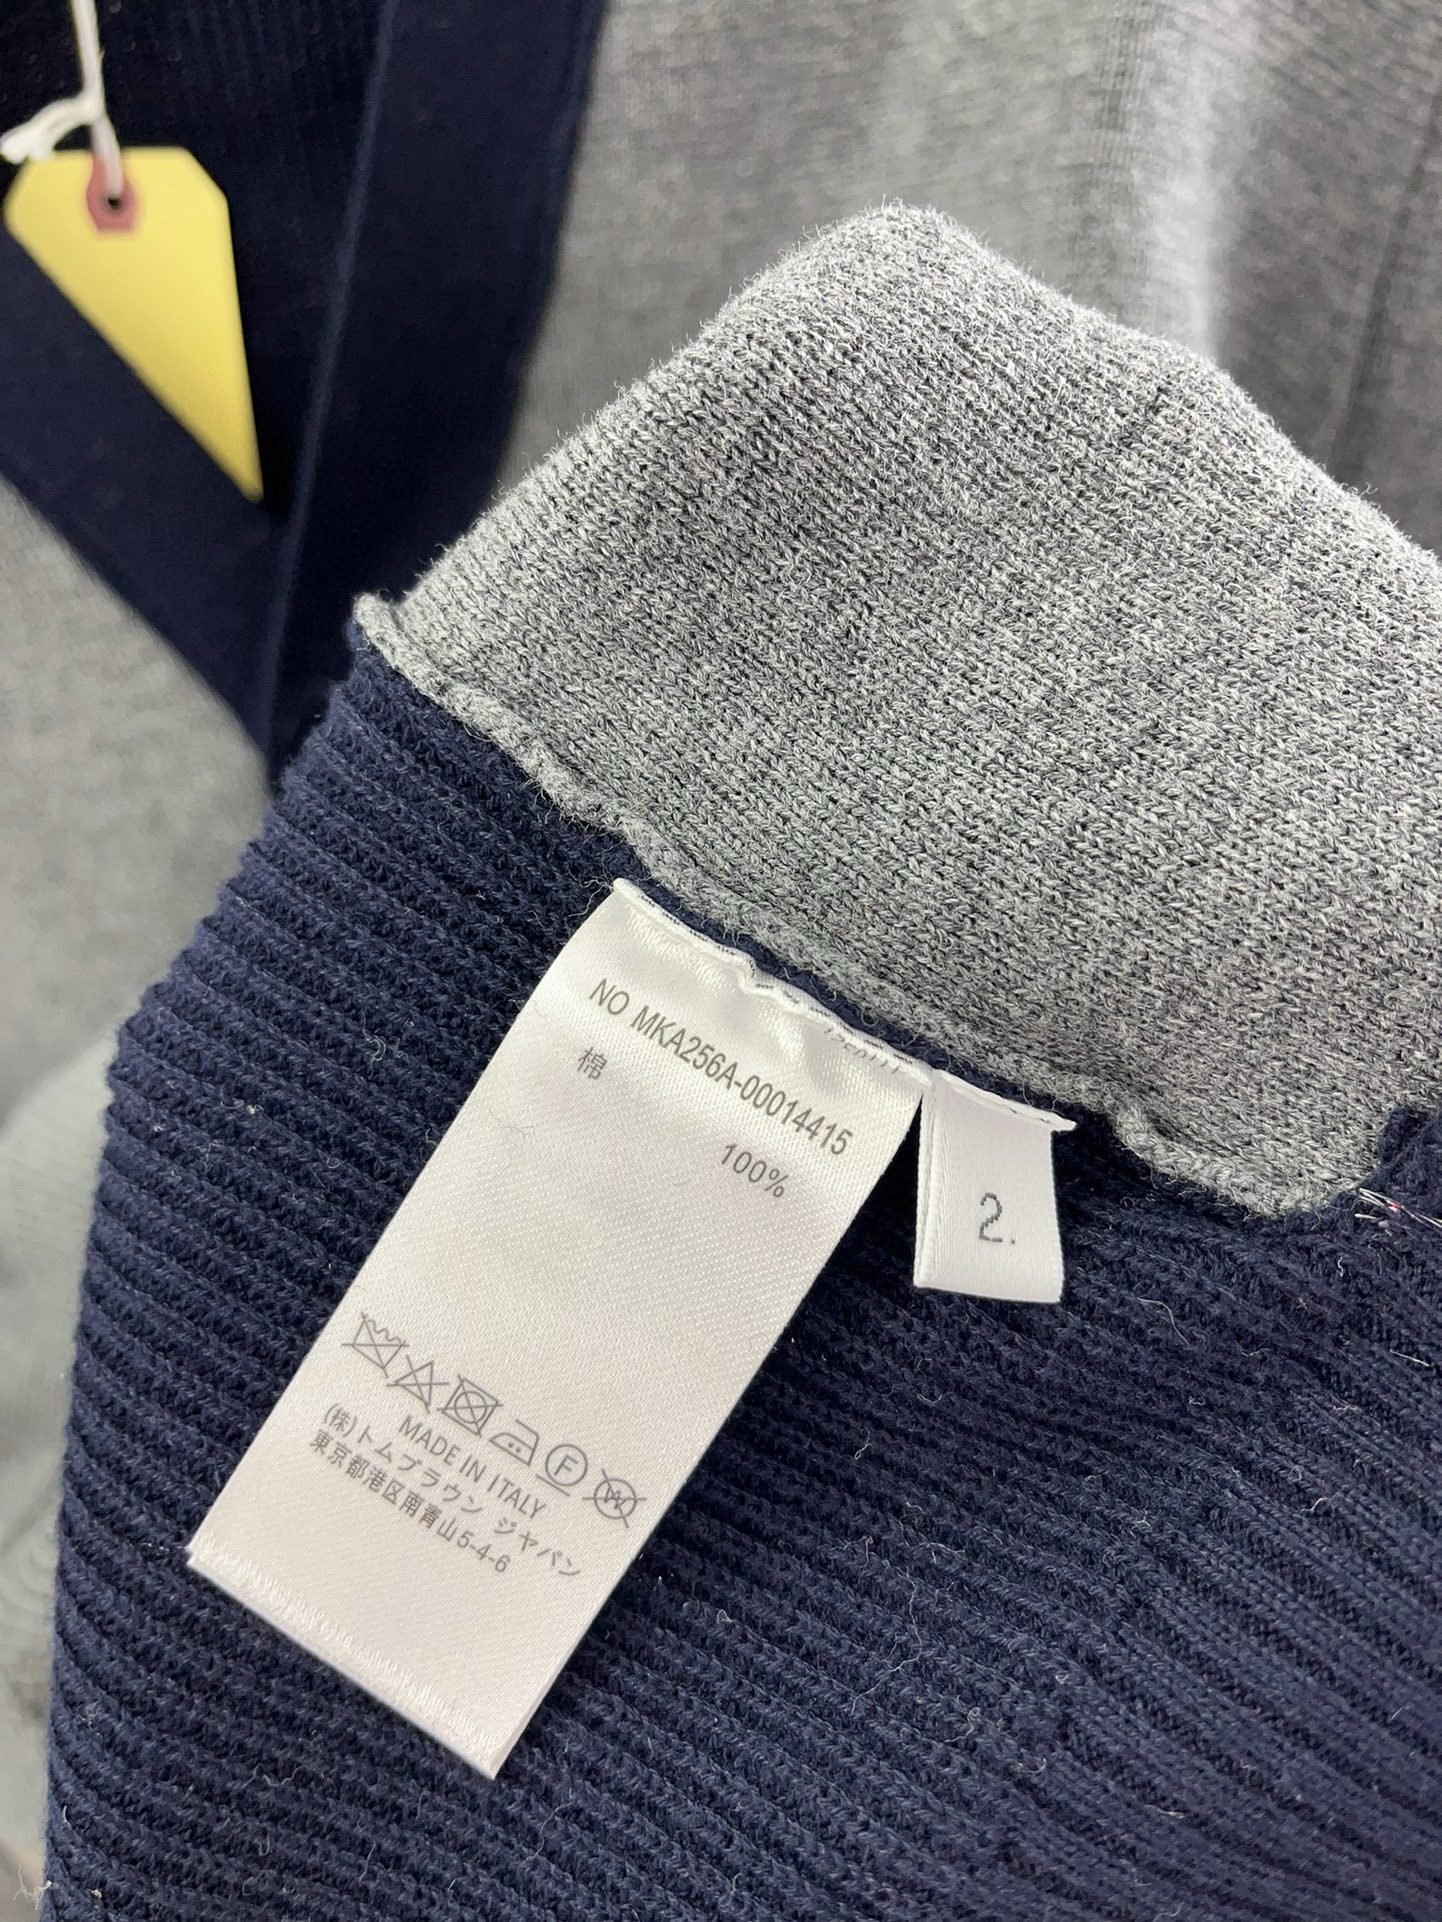 NO MKA256A-00014415
棉 100%
F W
MADE IN ITALY
(株)トムブラウン ジャパン
東京都港区南青山5-4-6
2.